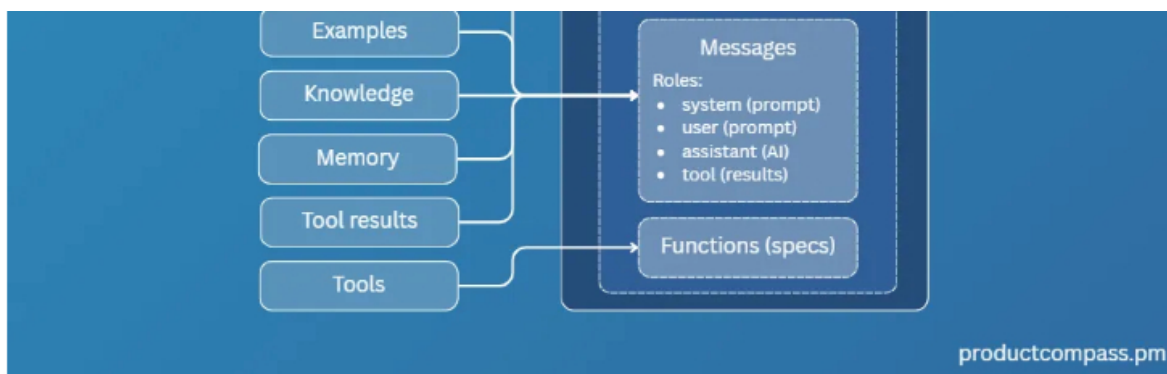 Examples
Knowledge
Memory
Tool results
Tools
Messages
Roles:
• system (prompt)
• user (prompt)
• assistant (AI)
• tool (results)
Functions (specs)
productcompass.pm